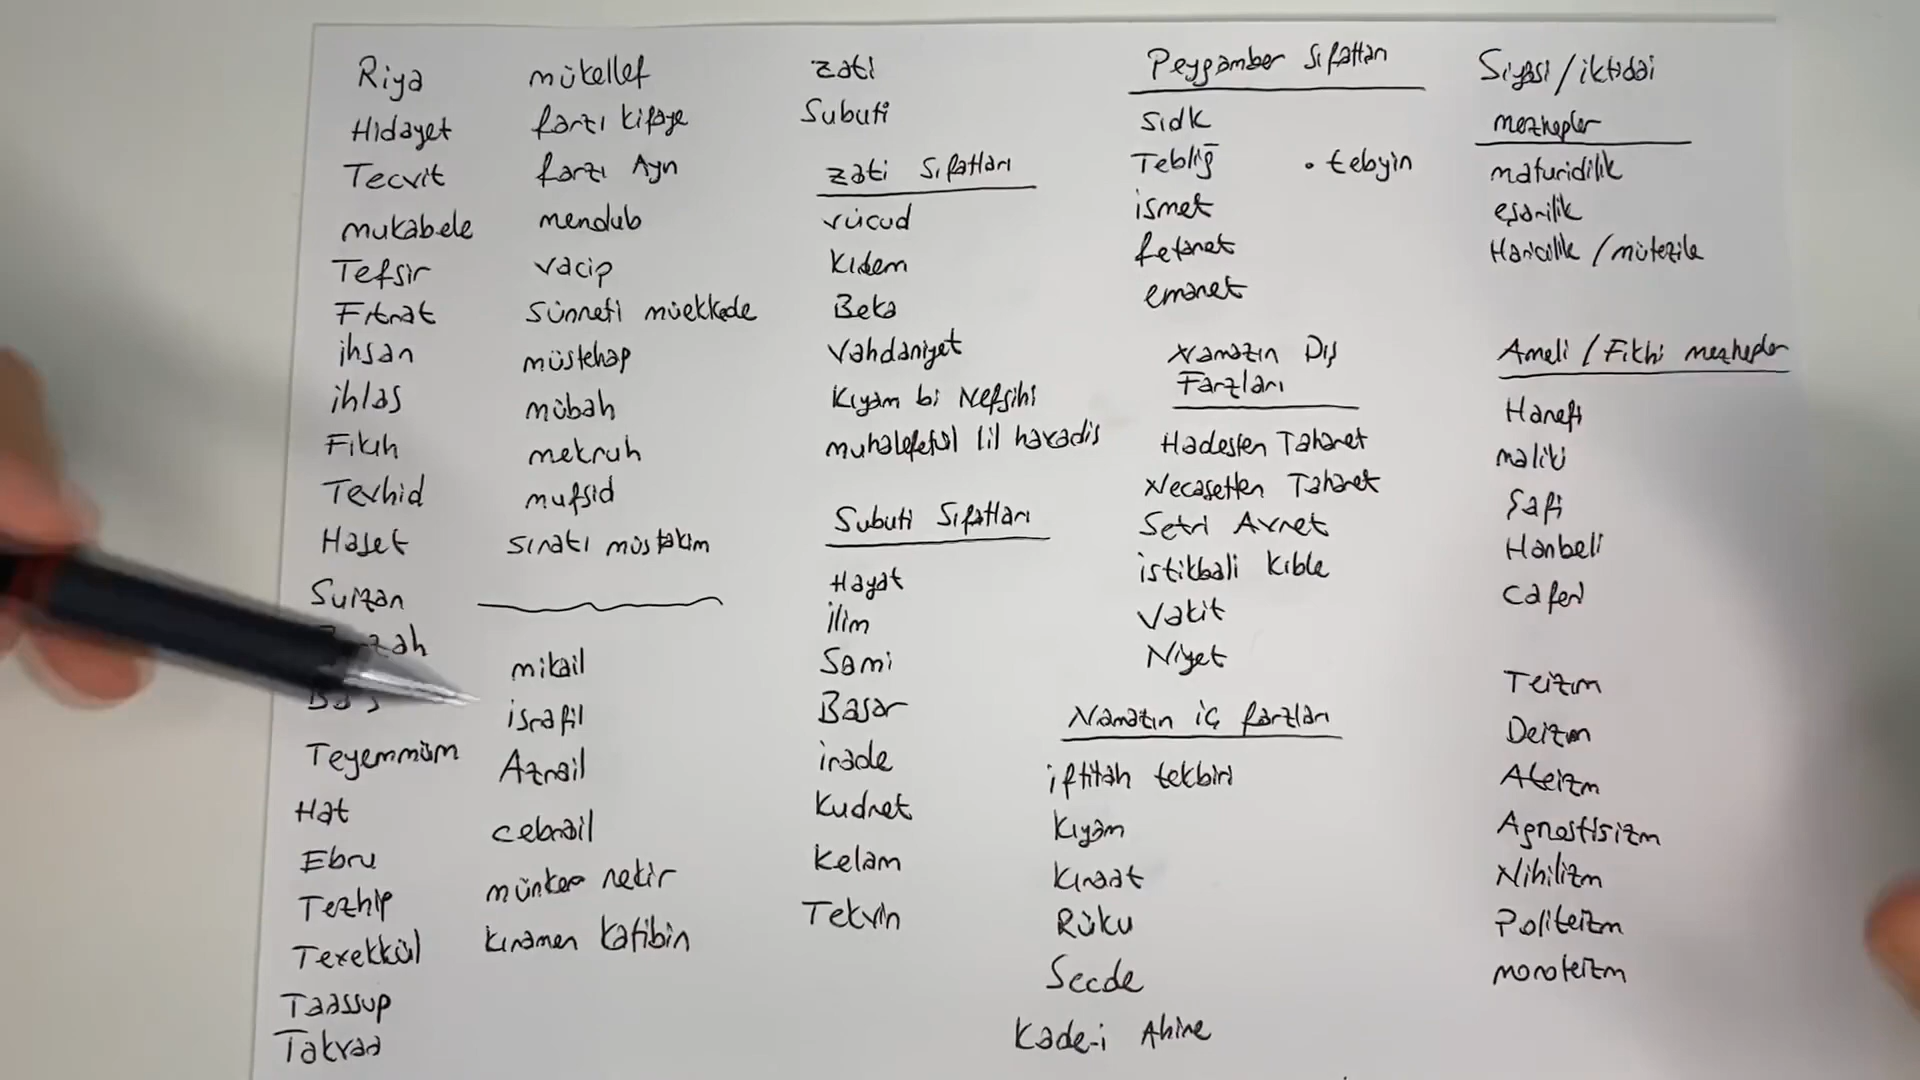 Riya
Hidayet
Tecvit
mukabele
Tefsir
Fıtrat
ihsan
ihlas
Fıkıh
Tevhid
Haset
Suizan
Teyemmüm
Hat
Ebru
Tezhip
Tevekkül
Taassup
Takvaa
mükellef
farzı kifaye
farzı Ayn
mendub
vacip
sünneti müekkede
müstehap
mübah
mekruh
mufsid
sıratı müstakim
mikail
israfil
Azrail
cebrail
münker nekir
kiramen katibin
zati
Subuti
zati Sıfatları
vücud
Kıdem
Beka
Vahdaniyet
Kıyam bi Nefsihi
muhalefetül lil havadis
Subuti Sıfatları
Hayat
ilim
Sami
Basar
irade
Kudret
Kelam
Tekvin
Peygamber Sıfatları
Sıdk
Tebliğ • tebyin
ismet
fetanet
emanet
Namazın Dış
Farzları
Hadesten Taharet
Necasetten Taharet
Setri Avret
istikbali Kıble
Vakit
Niyet
Namazın iç farzları
iftitah tekbiri
Kıyam
Kıraat
Rüku
Secde
Kade-i Ahire
Siyasi / iktidai
mezhepler
maturidilik
eşarilik
Haricilik / mütezile
Ameli / Fıkhi mezhepler
Hanefi
maliki
Şafi
Hanbeli
Caferi
Teizm
Deizm
Ateizm
Agnostisizm
Nihilizm
Politeizm
monoteizm